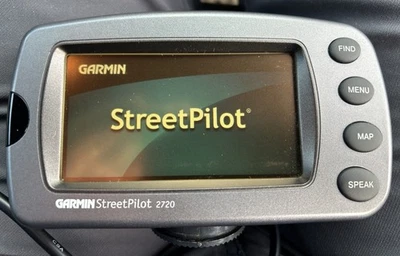 GARMIN
StreetPilot®
FIND
MENU
MAP
SPEAK
GARMIN StreetPilot 2720